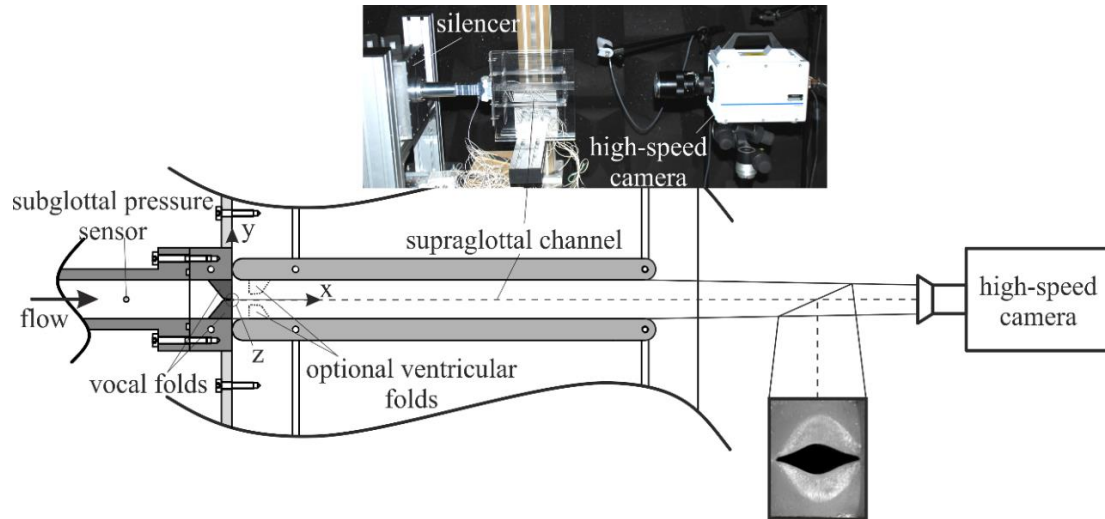 silencer
high-speed
camera
subglottal pressure
sensor
y
supraglottal channel
x
flow
z
vocal folds
optional ventricular
folds
high-speed
camera